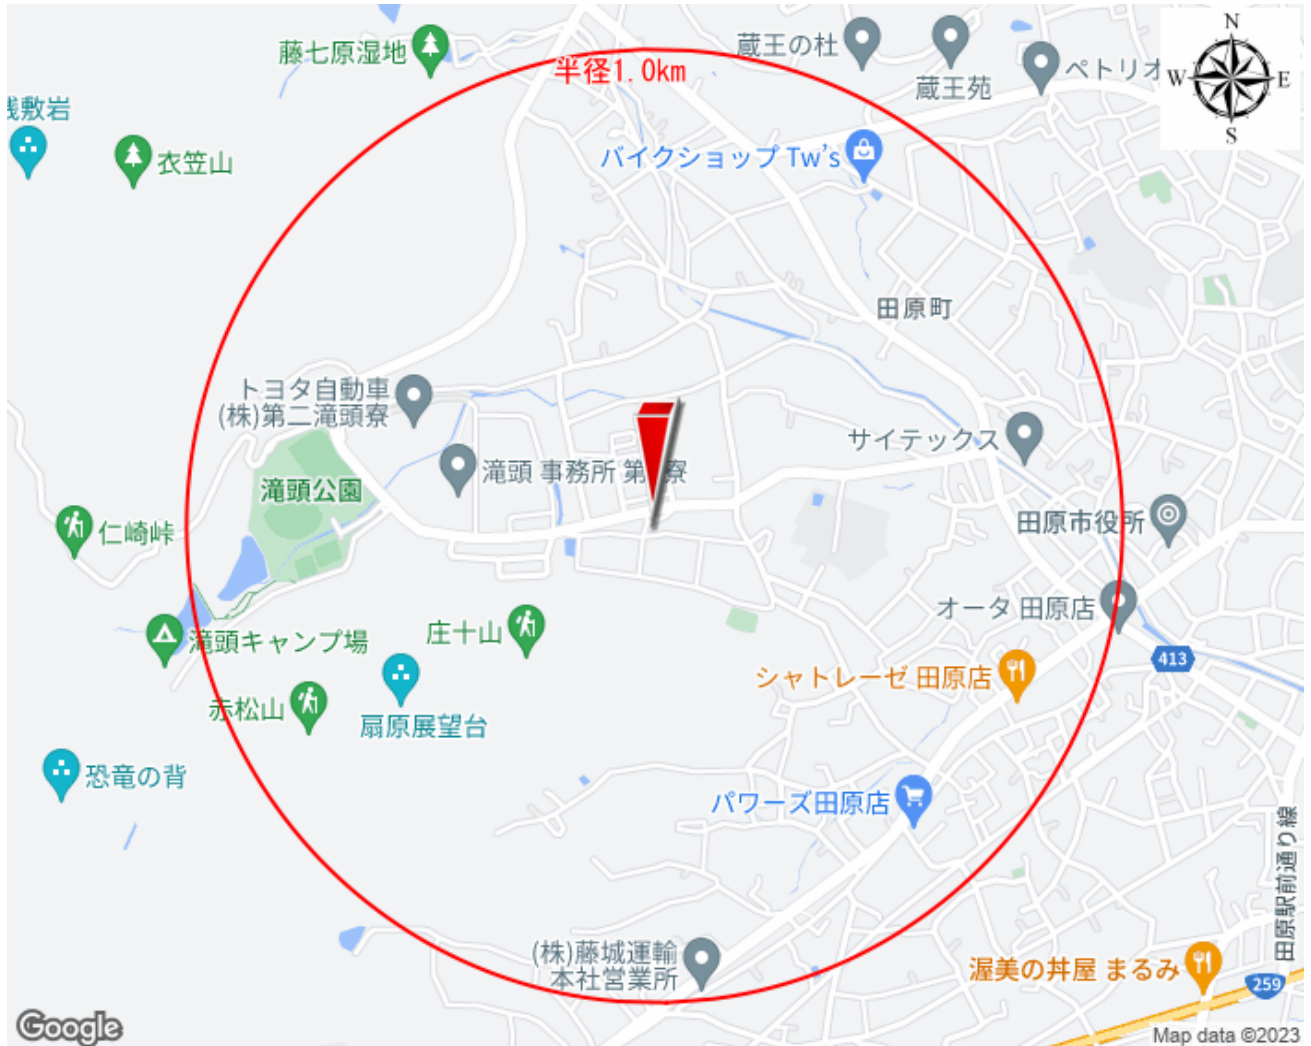 藤七原湿地
蔵王の杜
N
半径1.0km
蔵王苑
ペトリオ
W
E
S
敷岩
衣笠山
バイクショップ Tw's
田原町
トヨタ自動車
(株)第二滝頭寮
サイテックス
滝頭 事務所 第
寮
滝頭公園
仁崎峠
田原市役所
オータ 田原店
庄十山
滝頭キャンプ場
413
シャトレーゼ 田原店
赤松山
扇原展望台
恐竜の背
パワーズ田原店
田原駅前通り線
(株)藤城運輸
本社営業所
渥美の丼屋 まるみ
259
Google
Map data ©2023